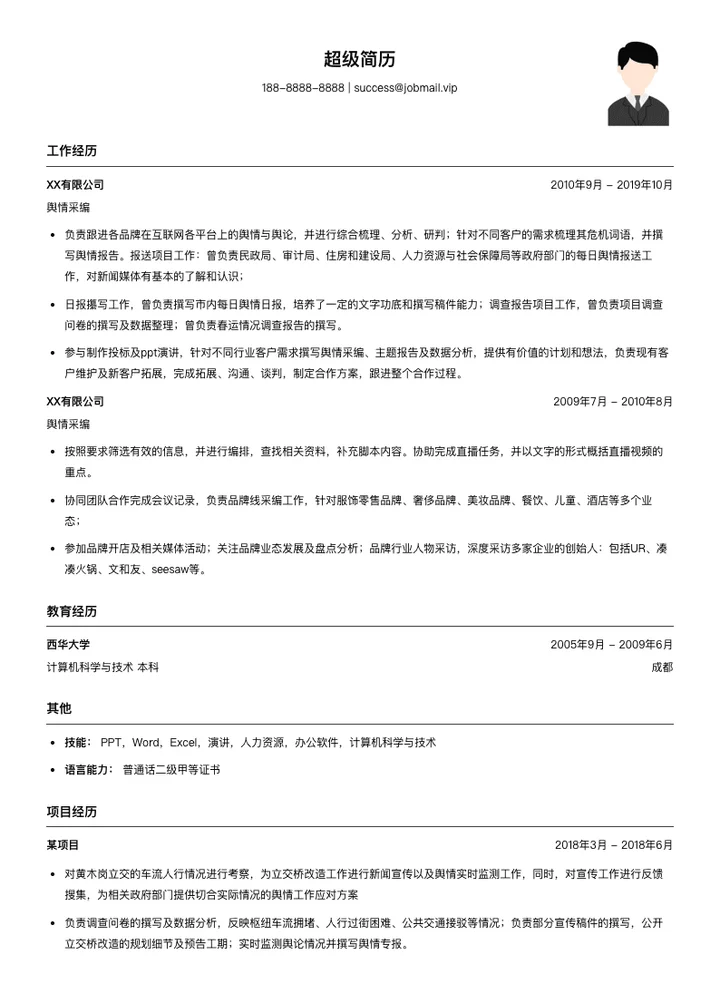 超级简历
188-8888-8888 | success@jobmail.vip
工作经历
XX有限公司 2010年9月 – 2019年10月
舆情采编
• 负责跟进各品牌在互联网各平台上的舆情与舆论，并进行综合梳理、分析、研判；针对不同客户的需求梳理其危机词语，并撰
写舆情报告。报送项目工作：曾负责民政局、审计局、住房和建设局、人力资源与社会保障局等政府部门的每日舆情报送工
作，对新闻媒体有基本的了解和认识；
• 日报攥写工作，曾负责撰写市内每日舆情日报，培养了一定的文字功底和撰写稿件能力；调查报告项目工作，曾负责项目调查
问卷的撰写及数据整理；曾负责春运情况调查报告的撰写。
• 参与制作投标及ppt演讲，针对不同行业客户需求撰写舆情采编、主题报告及数据分析，提供有价值的计划和想法，负责现有客
户维护及新客户拓展，完成拓展、沟通、谈判，制定合作方案，跟进整个合作过程。
XX有限公司 2009年7月 – 2010年8月
舆情采编
• 按照要求筛选有效的信息，并进行编排，查找相关资料，补充脚本内容。协助完成直播任务，并以文字的形式概括直播视频的
重点。
• 协同团队合作完成会议记录，负责品牌线采编工作，针对服饰零售品牌、奢侈品牌、美妆品牌、餐饮、儿童、酒店等多个业
态；
• 参加品牌开店及相关媒体活动；关注品牌业态发展及盘点分析；品牌行业人物采访，深度采访多家企业的创始人：包括UR、凑
凑火锅、文和友、seesaw等。
教育经历
西华大学 2005年9月 – 2009年6月
计算机科学与技术 本科 成都
其他
• 技能： PPT，Word，Excel，演讲，人力资源，办公软件，计算机科学与技术
• 语言能力： 普通话二级甲等证书
项目经历
某项目 2018年3月 – 2018年6月
• 对黄木岗立交的车流人行情况进行考察，为立交桥改造工作进行新闻宣传以及舆情实时监测工作，同时，对宣传工作进行反馈
搜集，为相关政府部门提供切合实际情况的舆情工作应对方案
• 负责调查问卷的撰写及数据分析，反映枢纽车流拥堵、人行过街困难、公共交通接驳等情况；负责部分宣传稿件的撰写，公开
立交桥改造的规划细节及预告工期；实时监测舆论情况并撰写舆情专报。